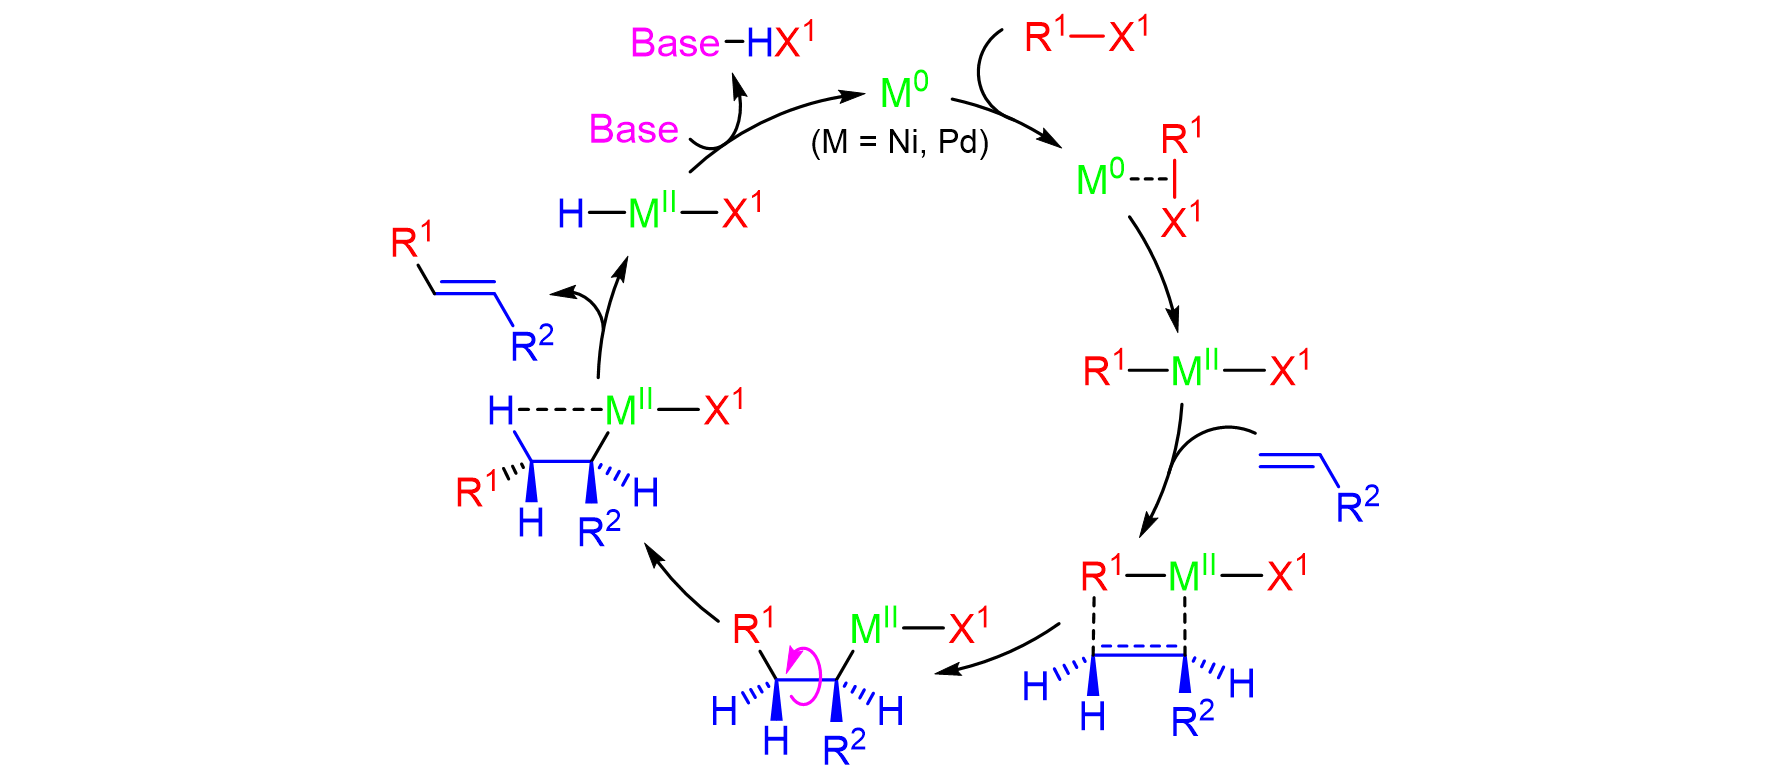 Base–HX¹
R¹–X¹
M⁰
(M = Ni, Pd)
Base
R¹
M⁰
X¹
H–Mᴵᴵ–X¹
R¹
R²
R¹–Mᴵᴵ–X¹
H
Mᴵᴵ–X¹
R¹
H
H
R²
R²
R¹–Mᴵᴵ–X¹
H
H
H
R²
R¹
Mᴵᴵ–X¹
H
H
H
R²